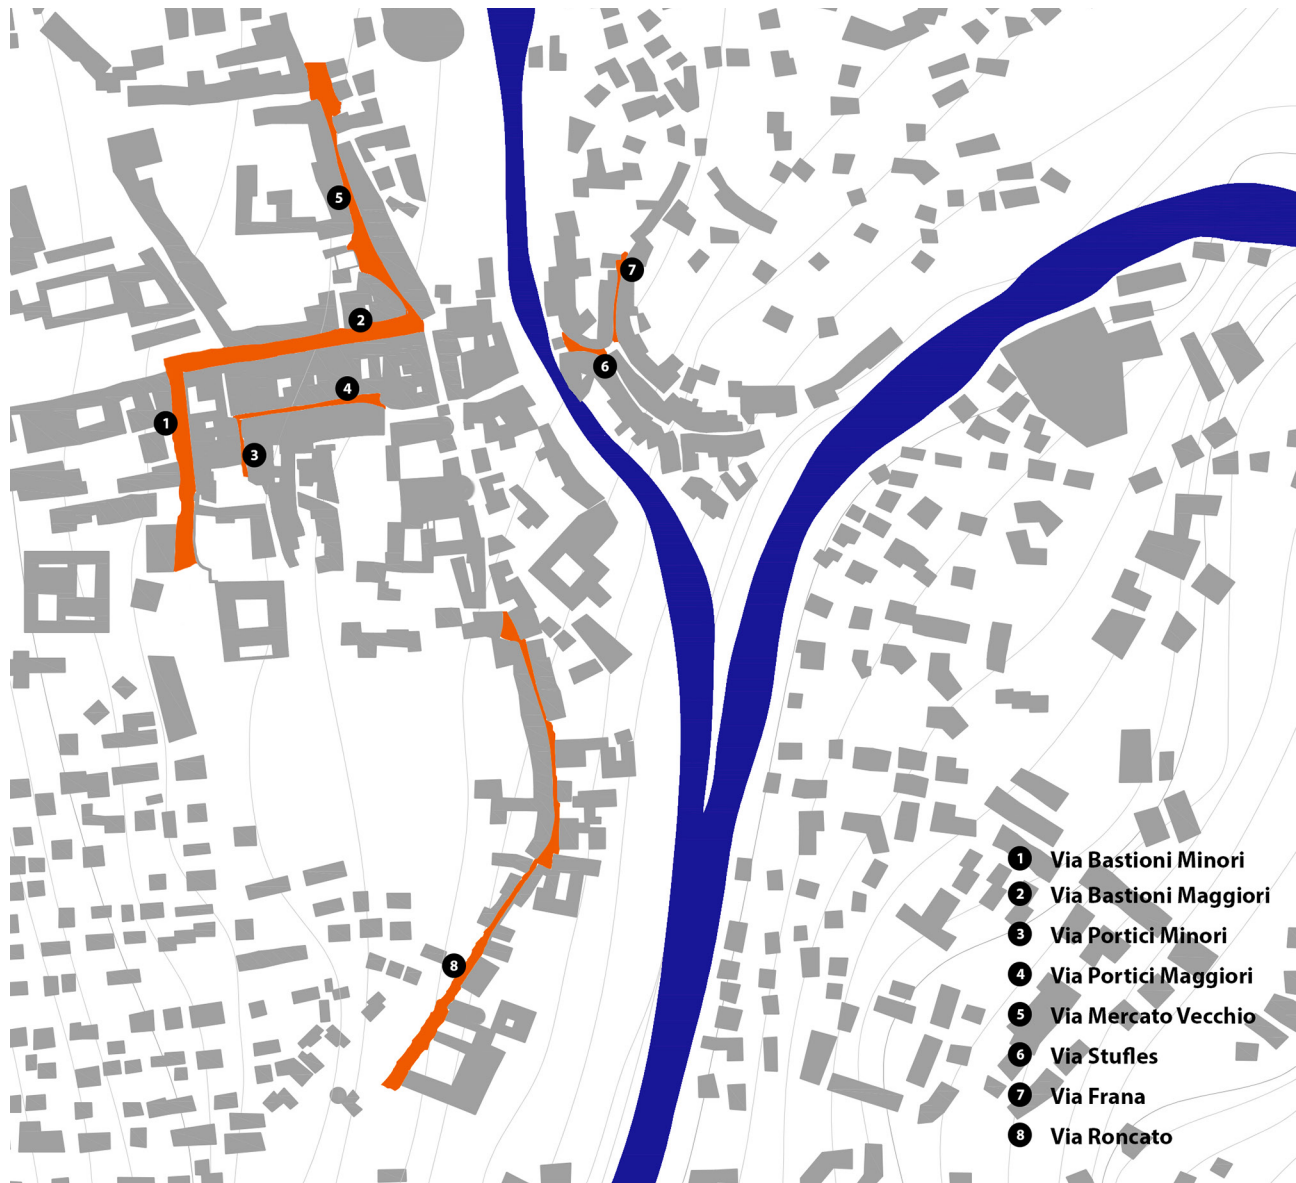 5
7
2
6
4
1
3
8
1 Via Bastioni Minori
2 Via Bastioni Maggiori
3 Via Portici Minori
4 Via Portici Maggiori
5 Via Mercato Vecchio
6 Via Stufles
7 Via Frana
8 Via Roncato